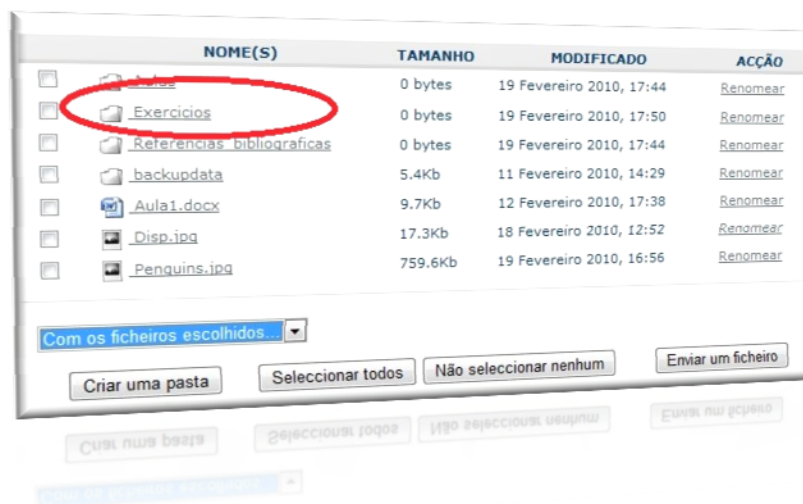 NOME(S) TAMANHO MODIFICADO ACÇÃO
Aulas 0 bytes 19 Fevereiro 2010, 17:44 Renomear
Exercicios 0 bytes 19 Fevereiro 2010, 17:50 Renomear
Referencias_bibliograficas 0 bytes 19 Fevereiro 2010, 17:44 Renomear
backupdata 5.4Kb 11 Fevereiro 2010, 14:29 Renomear
Aula1.docx 9.7Kb 12 Fevereiro 2010, 17:38 Renomear
Disp.jpg 17.3Kb 18 Fevereiro 2010, 12:52 Renomear
Penguins.jpg 759.6Kb 19 Fevereiro 2010, 16:56 Renomear
Com os ficheiros escolhidos...
Criar uma pasta Seleccionar todos Não seleccionar nenhum Enviar um ficheiro